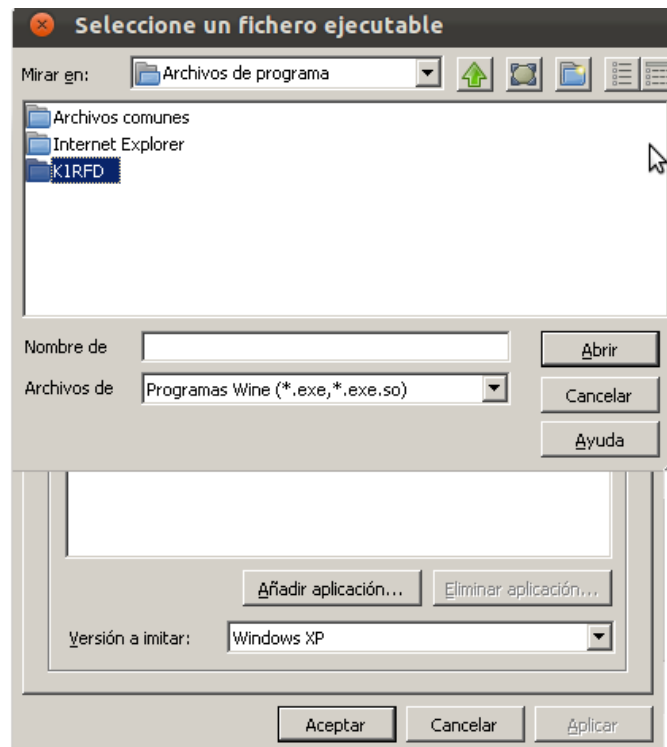 Seleccione un fichero ejecutable
Mirar en: Archivos de programa
Archivos comunes
Internet Explorer
K1RFD
Nombre de
Abrir
Archivos de Programas Wine (*.exe,*.exe.so)
Cancelar
Ayuda
Añadir aplicación... Eliminar aplicación...
Versión a imitar: Windows XP
Aceptar Cancelar Aplicar